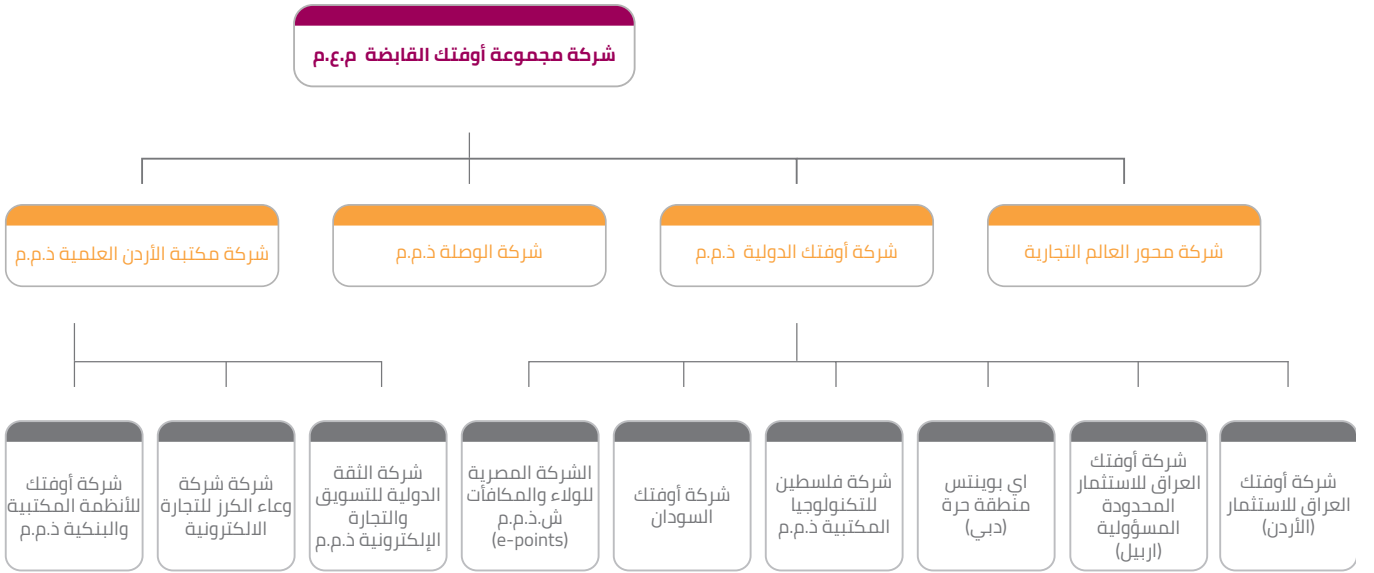 شركة مجموعة أوفتك القابضة م.ع.م
شركة محور العالم التجارية
شركة أوفتك الدولية ذ.م.م
شركة الوصلة ذ.م.م
شركة مكتبة الأردن العلمية ذ.م.م
شركة أوفتك
العراق للاستثمار
(الأردن)
شركة أوفتك
العراق للاستثمار
المحدودة
المسؤولية
(اربيل)
اي بوينتس
منطقة حرة
(دبي)
شركة فلسطين
للتكنولوجيا
المكتبية ذ.م.م
شركة أوفتك
السودان
الشركة المصرية
للولاء والمكافأت
ش.ذ.م.م
(e-points)
شركة الثقة
الدولية للتسويق
والتجارة
الإلكترونية ذ.م.م
شركة شركة
وعاء الكرز للتجارة
الالكترونية
شركة أوفتك
للأنظمة المكتبية
والبنكية ذ.م.م